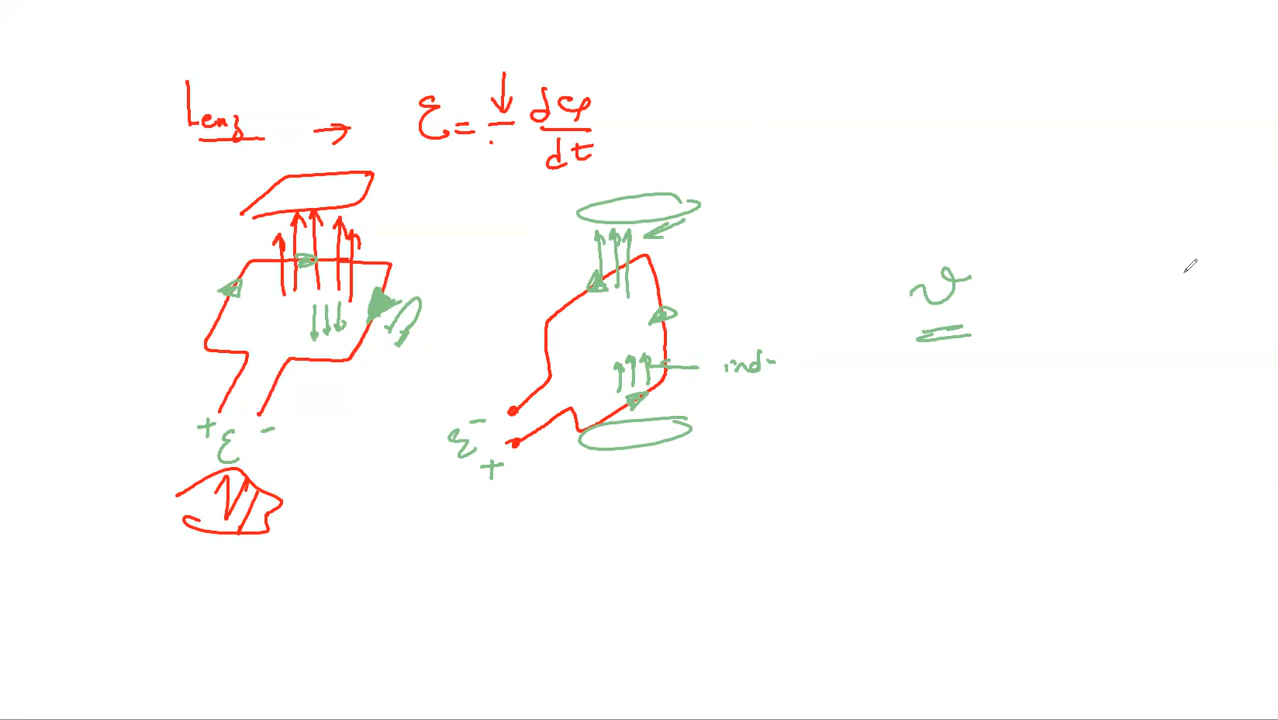 Lenz → ε = - dφ/dt
ind-
+ ε -
ε -
+
N
ϑ